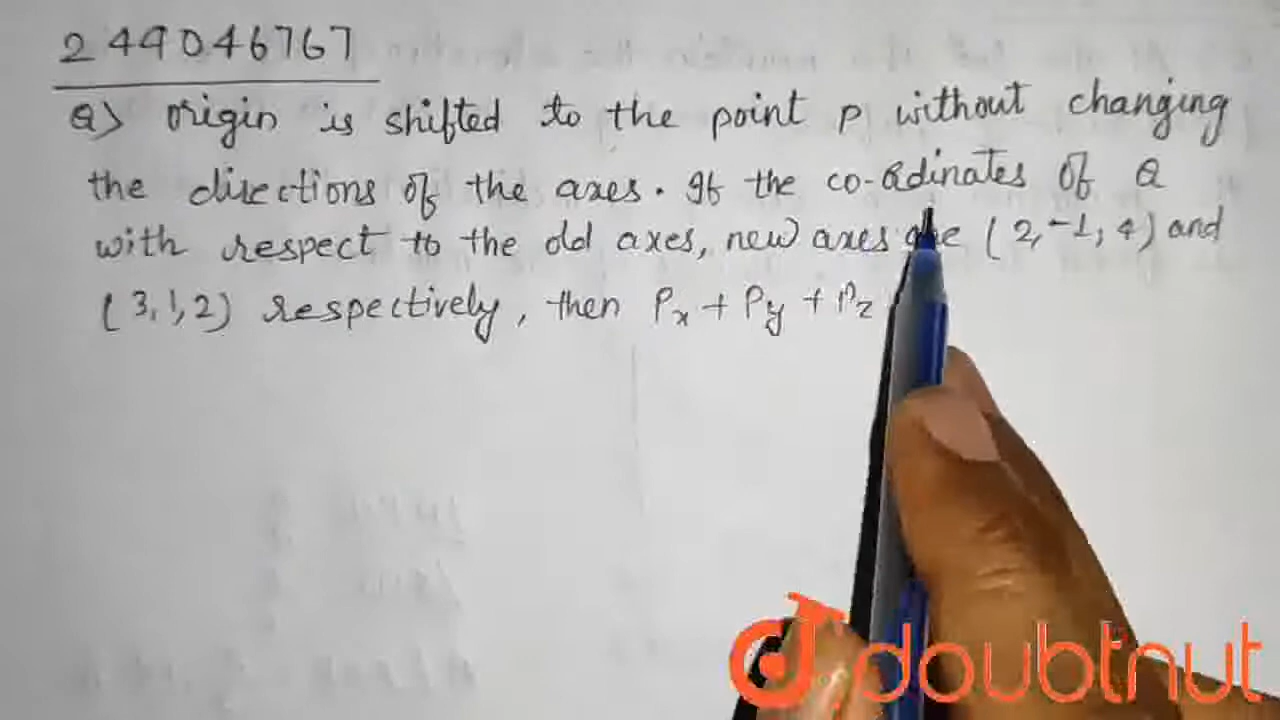 249046767
Q) origin is shifted to the point P without changing
the directions of the axes. If the co-ordinates of Q
with respect to the old axes, new axes are (2,-1,4) and
(3,1,2) respectively, then Px + Py + Pz
doubtnut